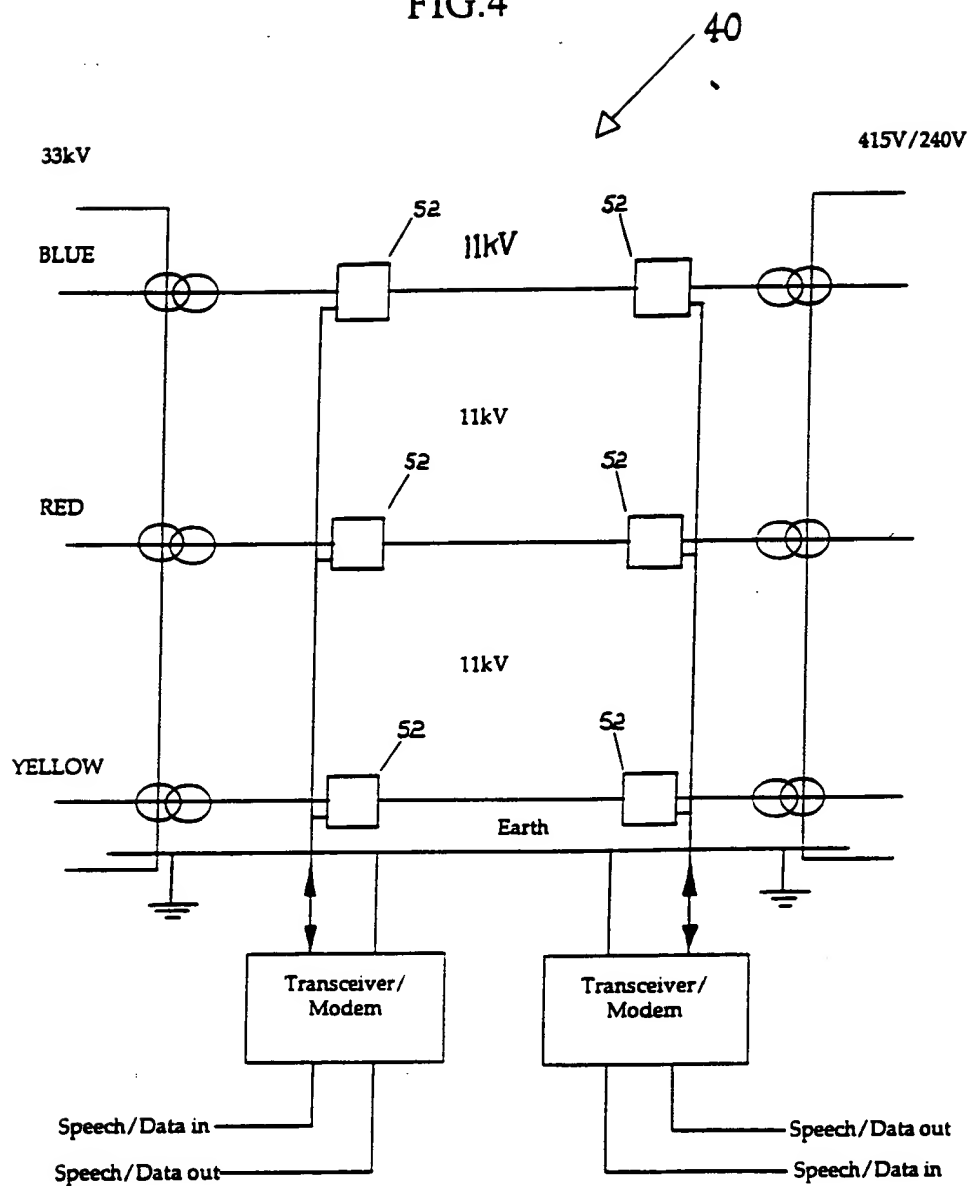 FIG.4
40
33kV
415V/240V
52
52
11kV
BLUE
11kV
52
52
RED
11kV
52
52
YELLOW
Earth
Transceiver/
Modem
Transceiver/
Modem
Speech/Data in
Speech/Data out
Speech/Data out
Speech/Data in